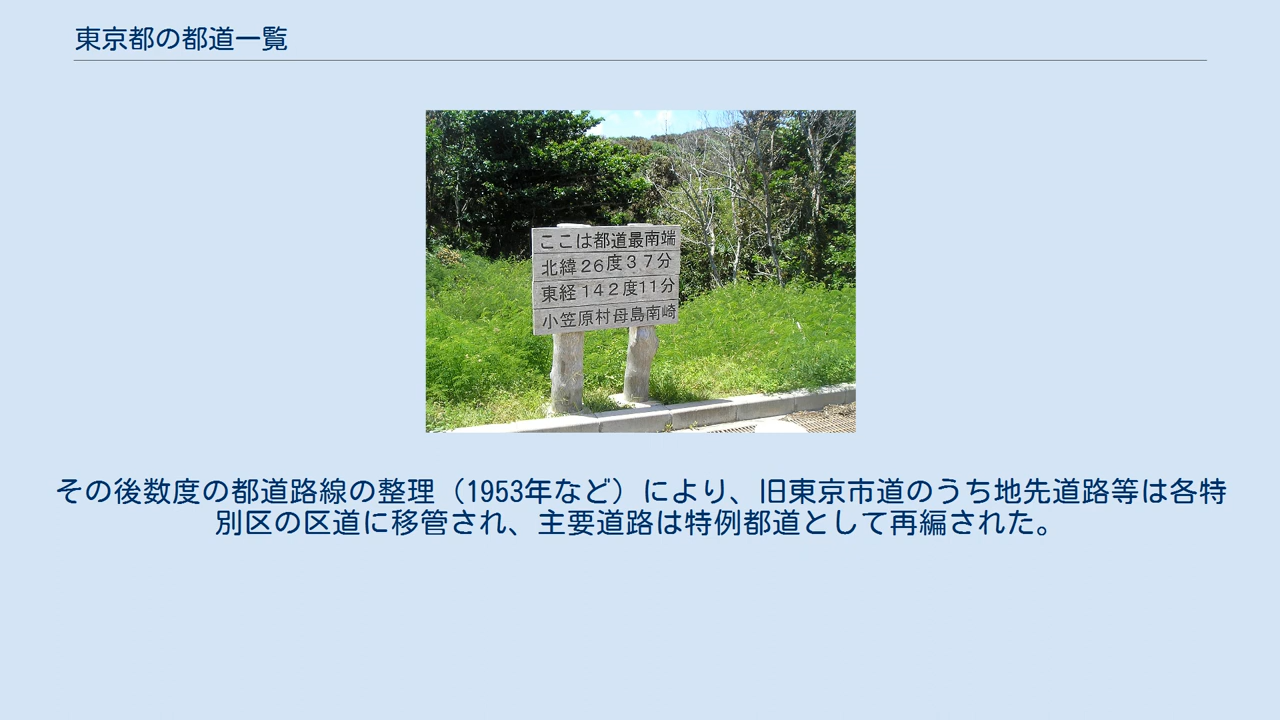 東京都の都道一覧
ここは都道最南端
北緯26度37分
東経142度11分
小笠原村母島南崎
その後数度の都道路線の整理（1953年など）により、旧東京市道のうち地先道路等は各特
別区の区道に移管され、主要道路は特例都道として再編された。